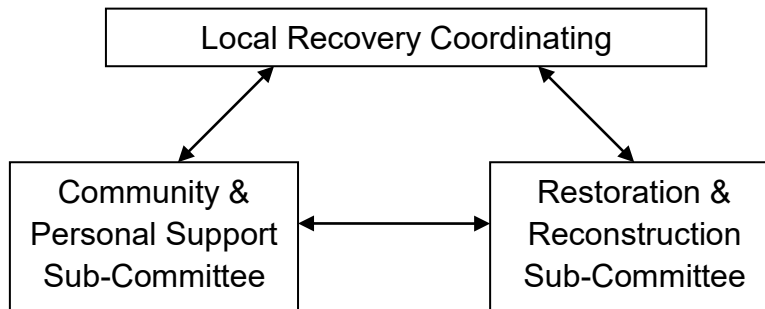 Local Recovery Coordinating
Community &
Personal Support
Sub-Committee
Restoration &
Reconstruction
Sub-Committee